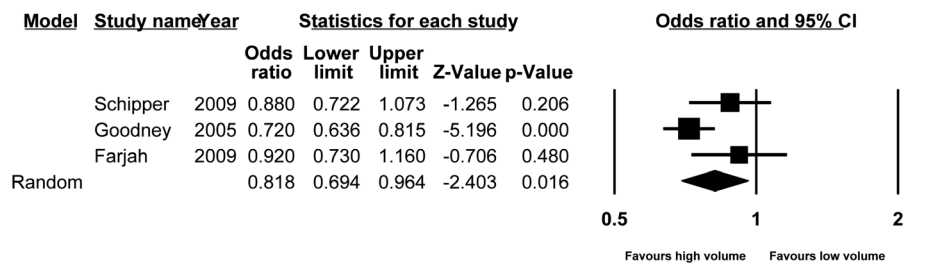 Model Study name Year Statistics for each study Odds ratio and 95% CI
Odds Lower Upper
ratio limit limit Z-Value p-Value
Schipper 2009 0.880 0.722 1.073 -1.265 0.206
Goodney 2005 0.720 0.636 0.815 -5.196 0.000
Farjah 2009 0.920 0.730 1.160 -0.706 0.480
Random 0.818 0.694 0.964 -2.403 0.016
0.5 1 2
Favours high volume Favours low volume